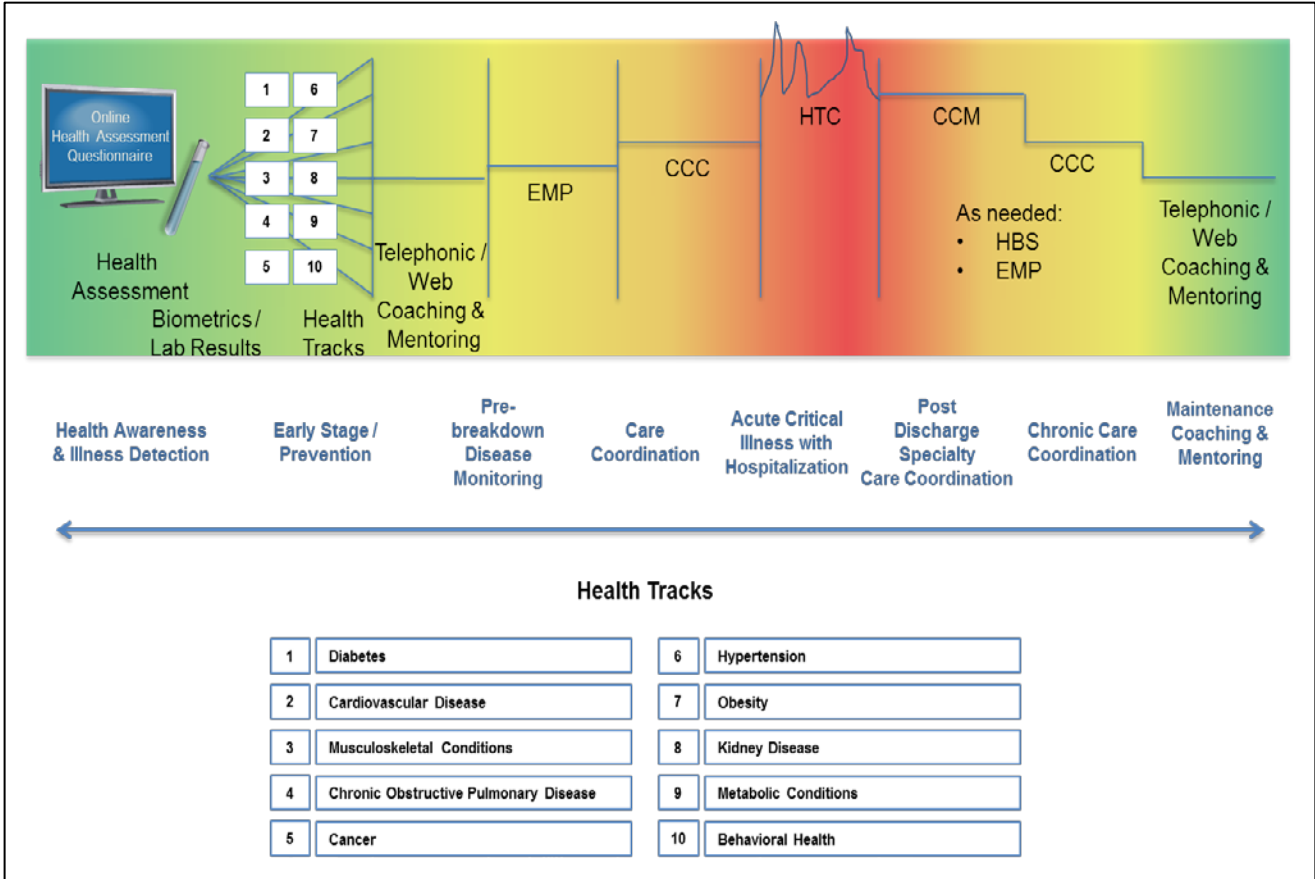 Online
Health Assessment
Questionnaire
Health
Assessment
Biometrics /
Lab Results
1 6
2 7
3 8
4 9
5 10
Health
Tracks
Telephonic /
Web
Coaching &
Mentoring
EMP
CCC
HTC
CCM
CCC
As needed:
• HBS
• EMP
Telephonic /
Web
Coaching &
Mentoring
Health Awareness
& Illness Detection
Early Stage /
Prevention
Pre-
breakdown
Disease
Monitoring
Care
Coordination
Acute Critical
Illness with
Hospitalization
Post
Discharge
Specialty
Care Coordination
Chronic Care
Coordination
Maintenance
Coaching &
Mentoring
Health Tracks
1 Diabetes
2 Cardiovascular Disease
3 Musculoskeletal Conditions
4 Chronic Obstructive Pulmonary Disease
5 Cancer
6 Hypertension
7 Obesity
8 Kidney Disease
9 Metabolic Conditions
10 Behavioral Health